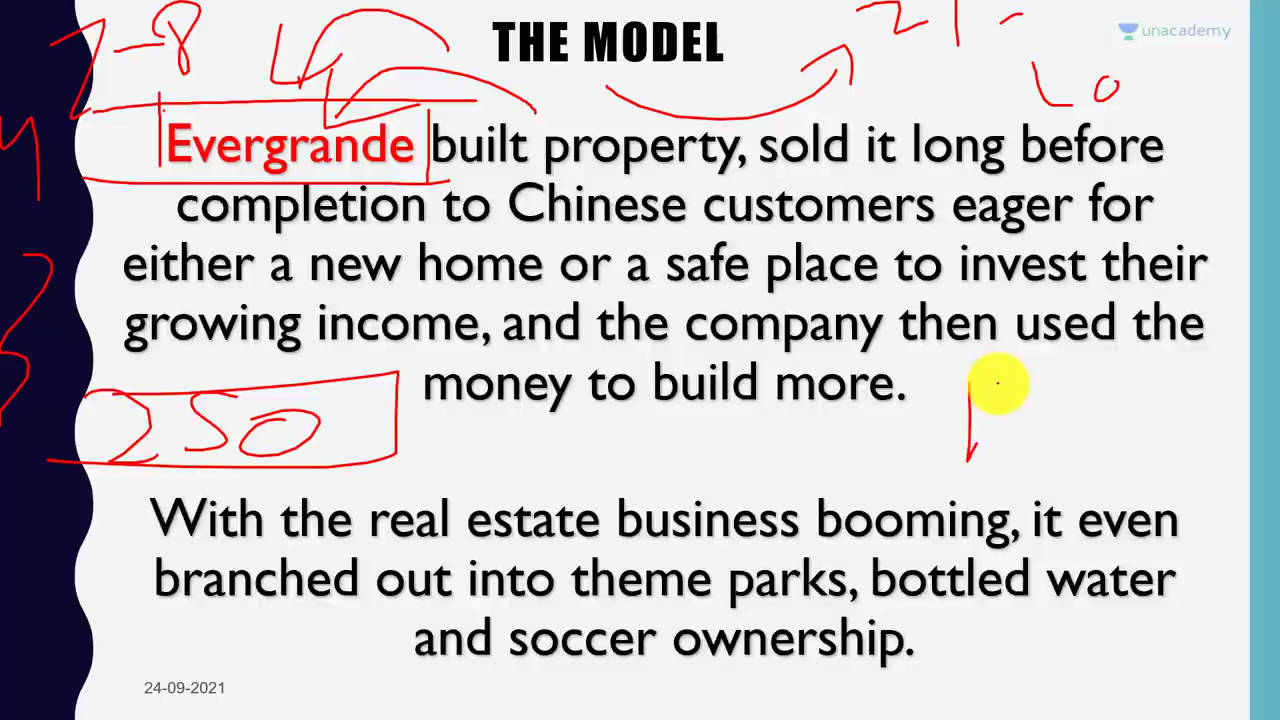 THE MODEL
unacademy
7-8
21-
Evergrande built property, sold it long before
completion to Chinese customers eager for
either a new home or a safe place to invest their
growing income, and the company then used the
money to build more.
250
With the real estate business booming, it even
branched out into theme parks, bottled water
and soccer ownership.
24-09-2021